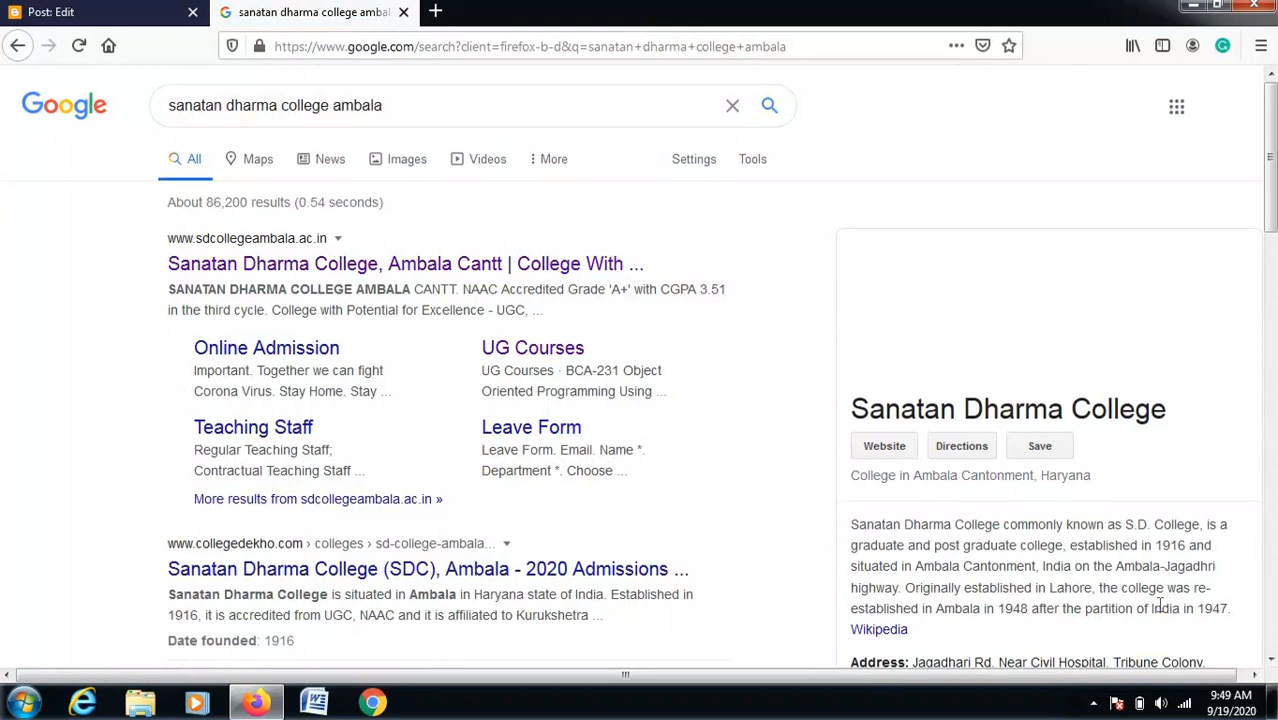 Post: Edit
sanatan dharma college amba
https://www.google.com/search?client=firefox-b-d&q=sanatan+dharma+college+ambala
Google
sanatan dharma college ambala
All
Maps
News
Images
Videos
More
Settings
Tools
About 86,200 results (0.54 seconds)
www.sdcollegeambala.ac.in
Sanatan Dharma College, Ambala Cantt | College With ...
SANATAN DHARMA COLLEGE AMBALA CANTT. NAAC Accredited Grade 'A+' with CGPA 3.51
in the third cycle. College with Potential for Excellence - UGC, ...
Online Admission
Important. Together we can fight
Corona Virus. Stay Home. Stay ...
UG Courses
UG Courses · BCA-231 Object
Oriented Programming Using ...
Teaching Staff
Regular Teaching Staff;
Contractual Teaching Staff ...
Leave Form
Leave Form. Email. Name *.
Department *. Choose ...
More results from sdcollegeambala.ac.in »
www.collegedekho.com › colleges › sd-college-ambala...
Sanatan Dharma College (SDC), Ambala - 2020 Admissions ...
Sanatan Dharma College is situated in Ambala in Haryana state of India. Established in
1916, it is accredited from UGC, NAAC and it is affiliated to Kurukshetra ...
Date founded: 1916
Sanatan Dharma College
Website
Directions
Save
College in Ambala Cantonment, Haryana
Sanatan Dharma College commonly known as S.D. College, is a
graduate and post graduate college, established in 1916 and
situated in Ambala Cantonment, India on the Ambala-Jagadhri
highway. Originally established in Lahore, the college was re-
established in Ambala in 1948 after the partition of India in 1947.
Wikipedia
Address: Jagadhari Rd, Near Civil Hospital, Tribune Colony,
9:49 AM
9/19/2020